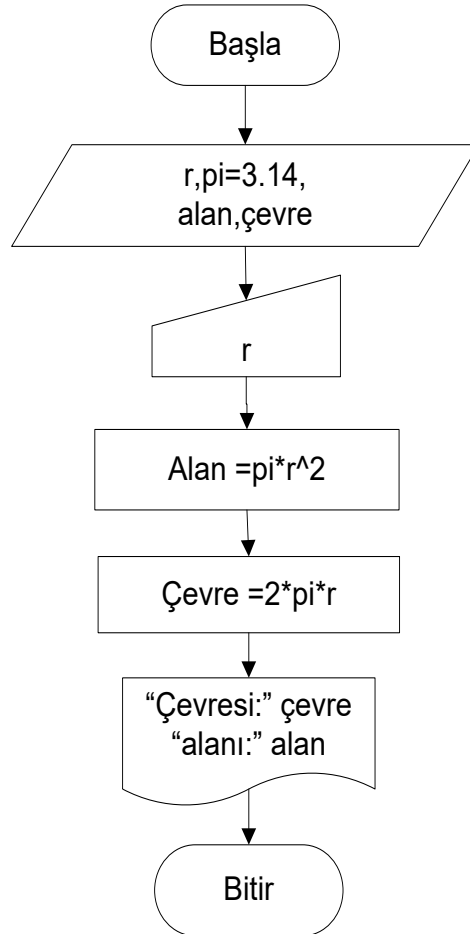 Başla
r,pi=3.14,
alan,çevre
r
Alan =pi*r^2
Çevre =2*pi*r
“Çevresi:” çevre
“alanı:” alan
Bitir